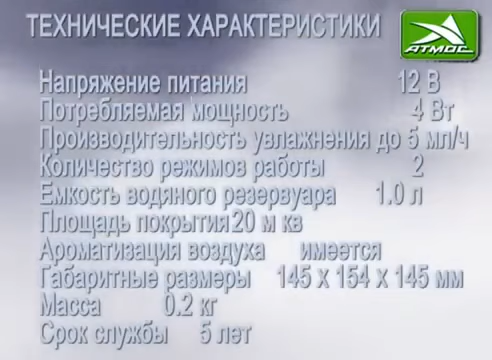 ТЕХНИЧЕСКИЕ ХАРАКТЕРИСТИКИ
АТМОС
Напряжение питания 12 В
Потребляемая мощность 4 Вт
Производительность увлажнения до 5 мл/ч
Количество режимов работы 2
Емкость водяного резервуара 1.0 л
Площадь покрытия 20 м кв
Ароматизация воздуха имеется
Габаритные размеры 145 х 154 х 145 мм
Масса 0.2 кг
Срок службы 5 лет